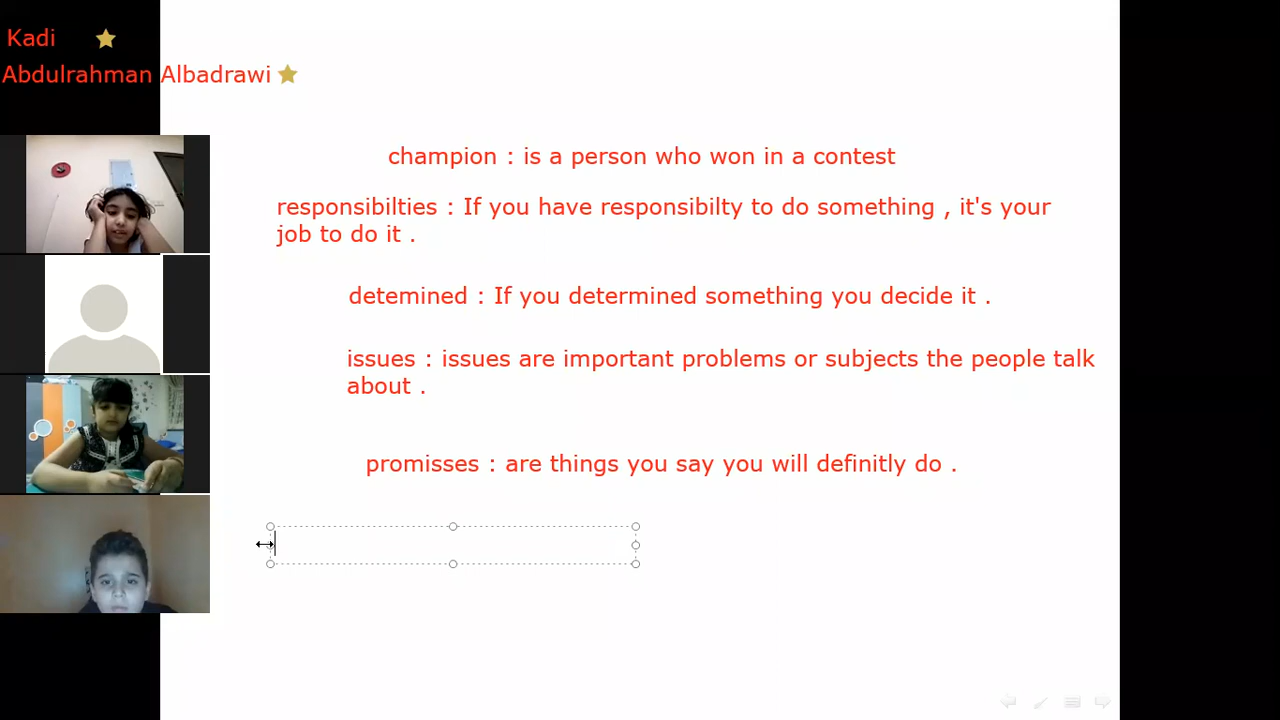 Kadi
Abdulrahman Albadrawi
champion : is a person who won in a contest
responsibilties : If you have responsibilty to do something , it's your
job to do it .
detemined : If you determined something you decide it .
issues : issues are important problems or subjects the people talk
about .
promisses : are things you say you will definitly do .